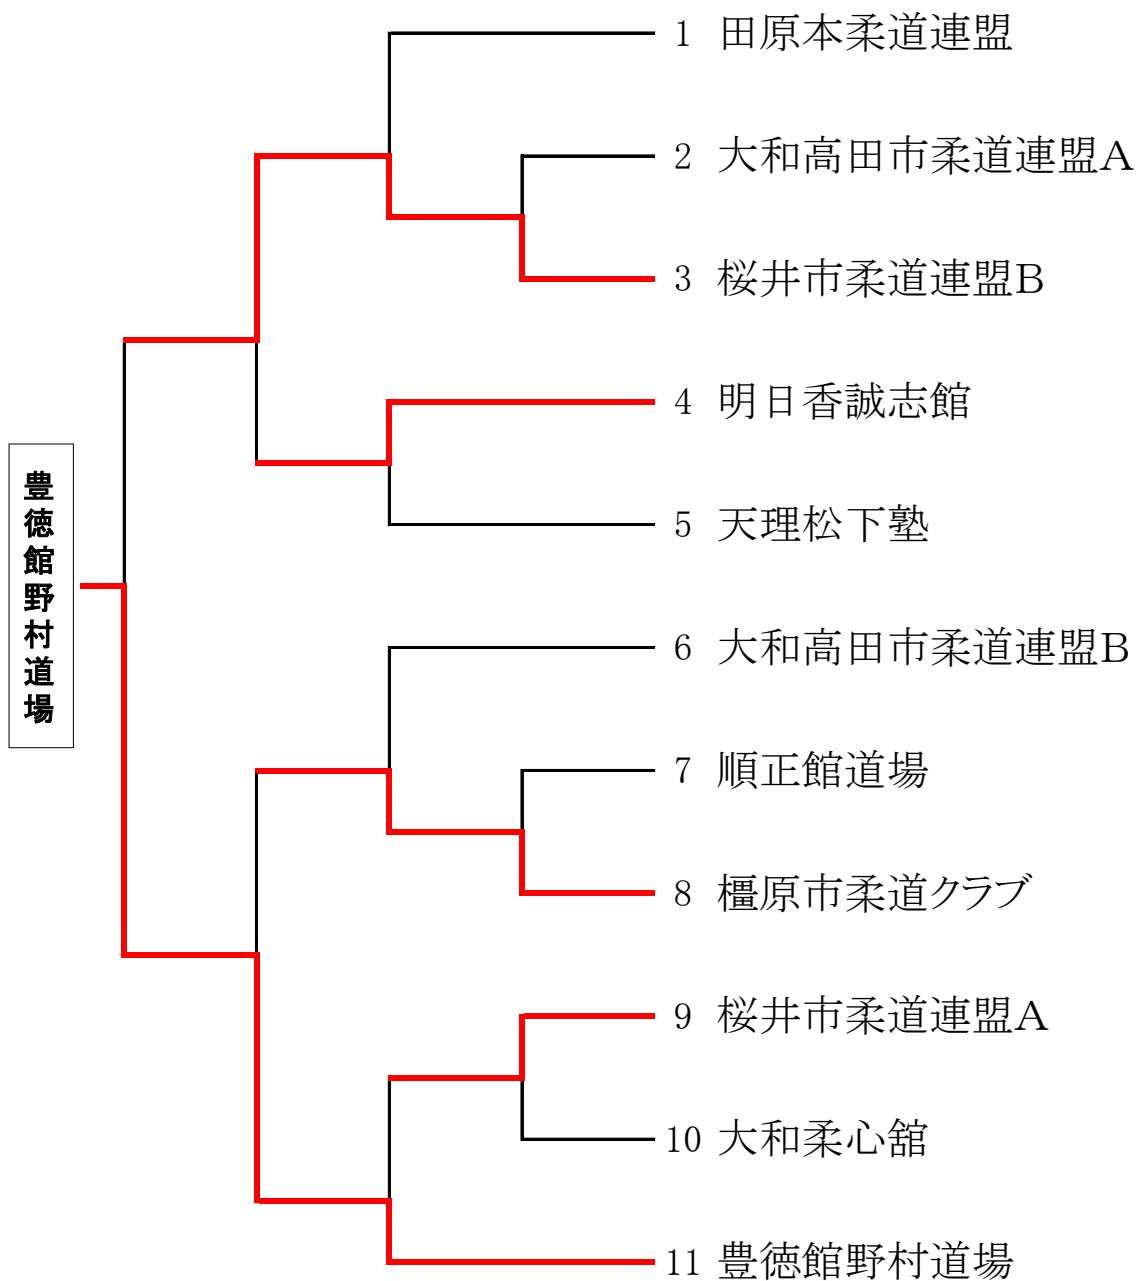 1 田原本柔道連盟
2 大和高田市柔道連盟A
3 桜井市柔道連盟B
4 明日香誠志館
5 天理松下塾
豊徳館野村道場
6 大和高田市柔道連盟B
7 順正館道場
8 橿原市柔道クラブ
9 桜井市柔道連盟A
10 大和柔心舘
11 豊徳館野村道場